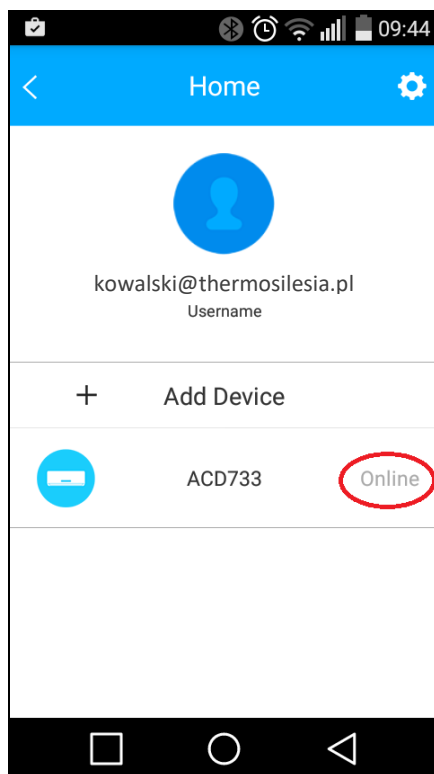 09:44
Home
kowalski@thermosilesia.pl
Username
+ Add Device
ACD733 Online